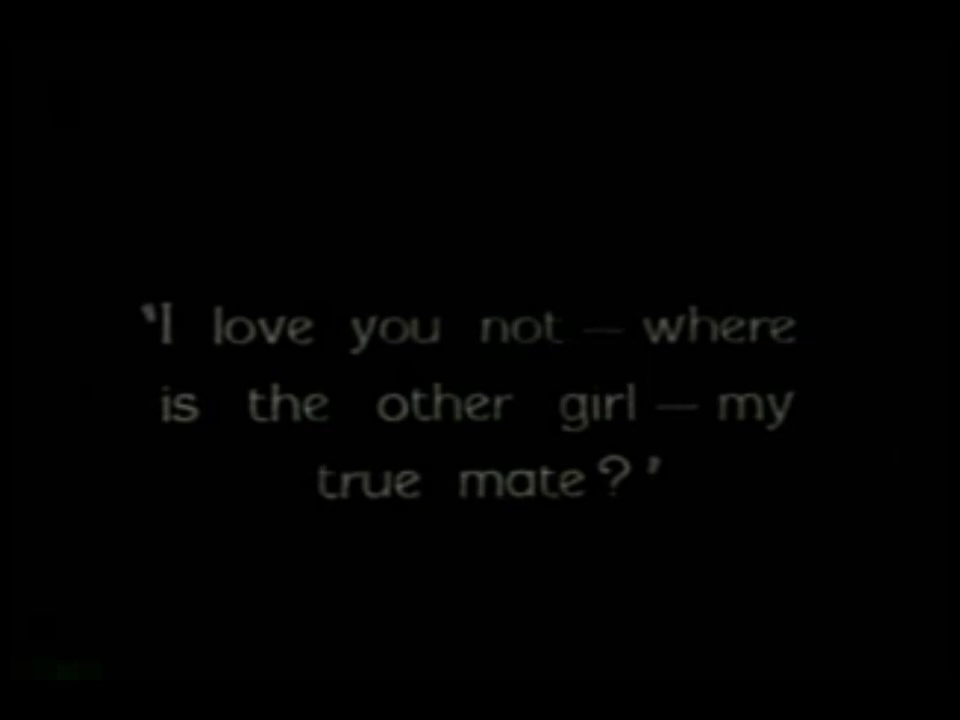 "I love you not — where
is the other girl — my
true mate?"